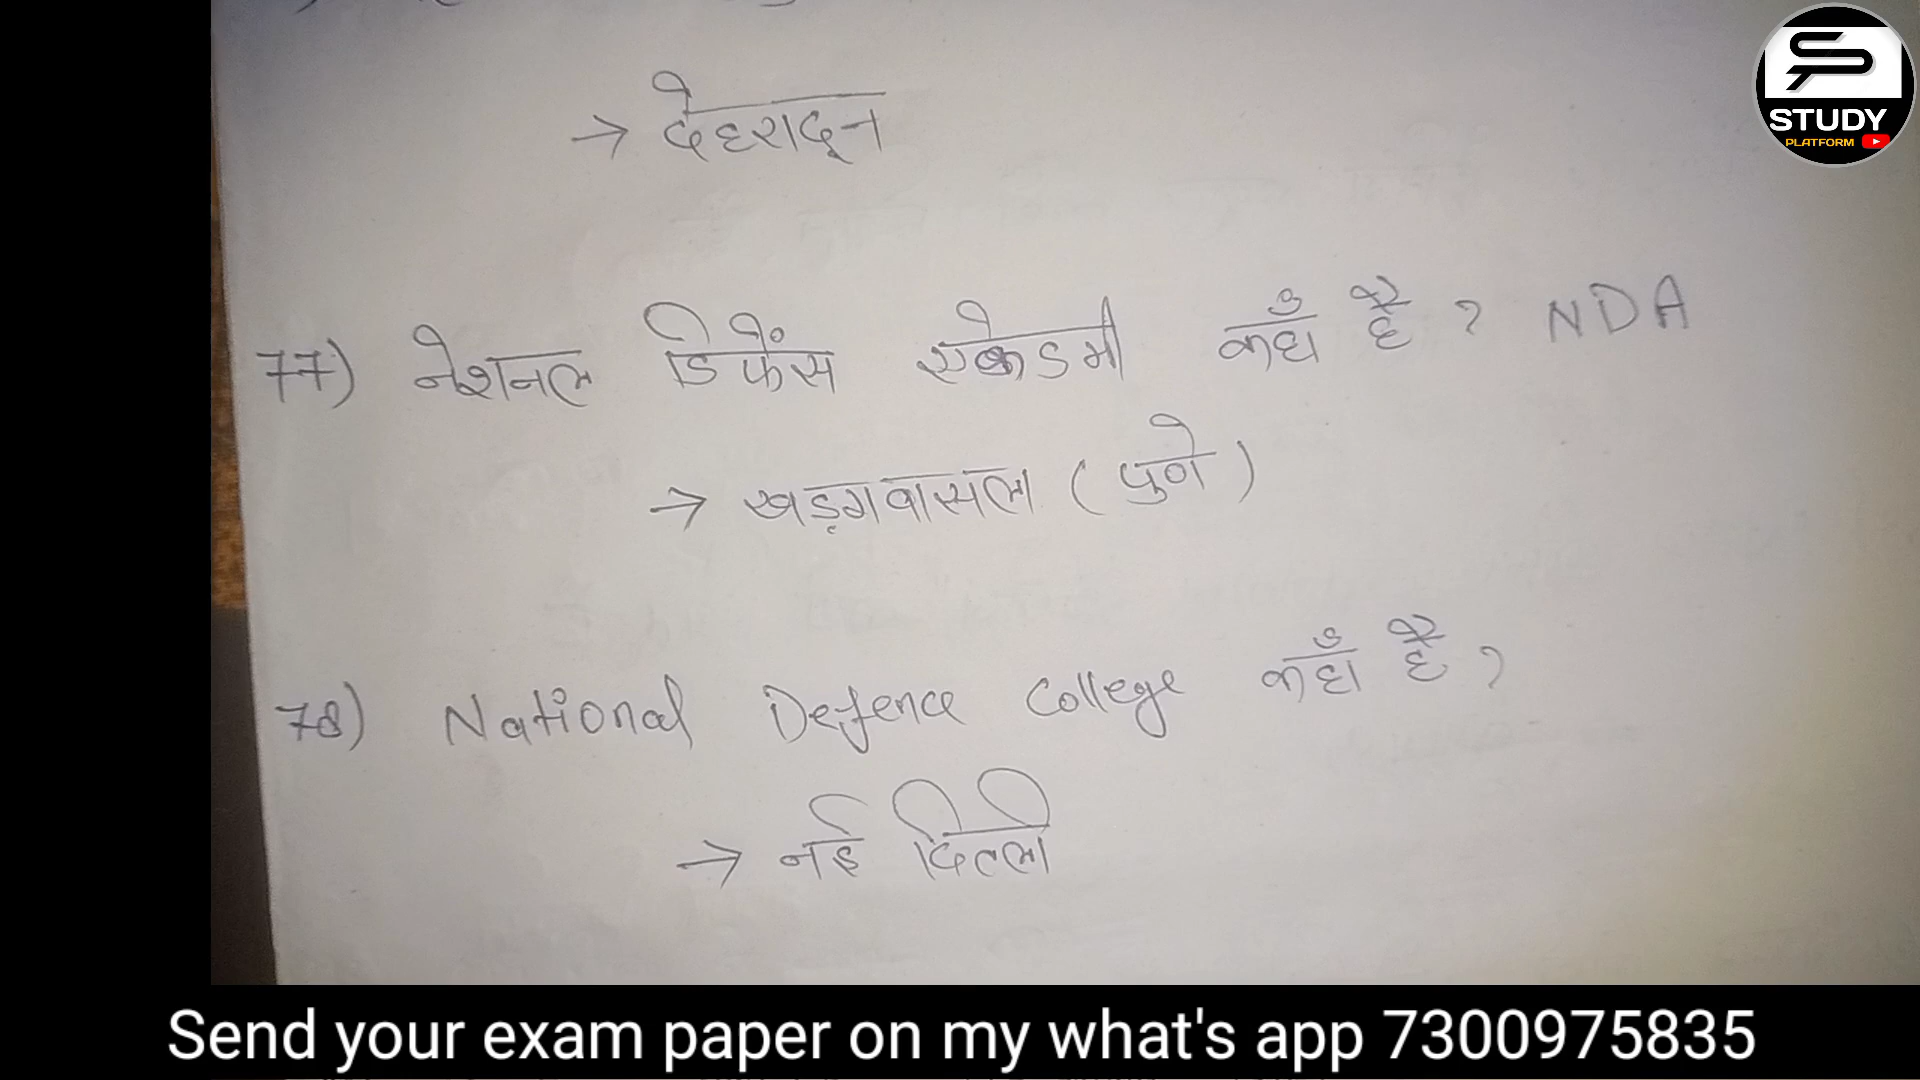 → देहरादून
77) नेशनल डिफेंस एकेडमी कहाँ है ? NDA
→ खड़गवासला ( पुणे )
78) National Defence College कहाँ है ?
→ नई दिल्ली
SP
STUDY
PLATFORM
Send your exam paper on my what's app 7300975835